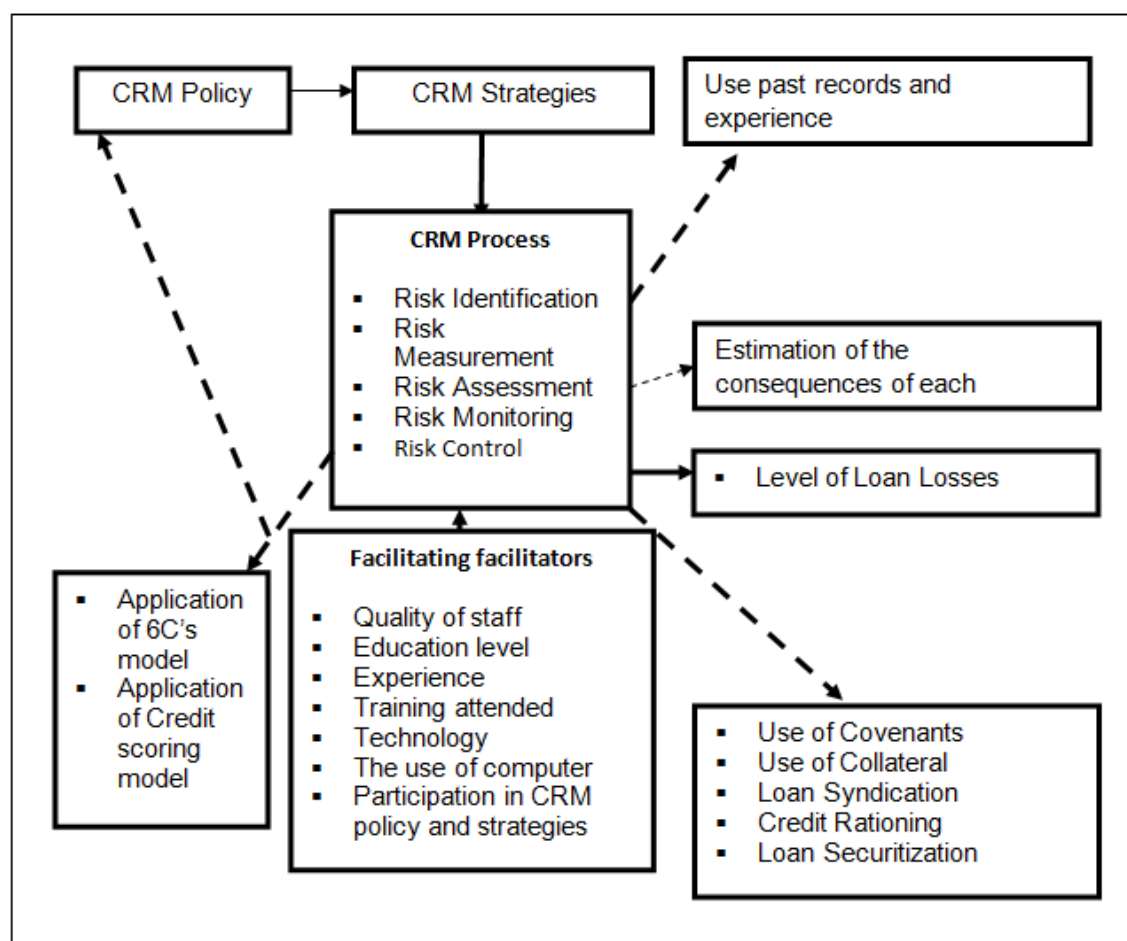 CRM Policy
CRM Strategies
Use past records and
experience
CRM Process
▪ Risk Identification
▪ Risk
Measurement
▪ Risk Assessment
▪ Risk Monitoring
▪ Risk Control
Estimation of the
consequences of each
▪ Level of Loan Losses
Facilitating facilitators
▪ Quality of staff
▪ Education level
▪ Experience
▪ Training attended
▪ Technology
▪ The use of computer
▪ Participation in CRM
policy and strategies
▪ Application
of 6C's
model
▪ Application
of Credit
scoring
model
▪ Use of Covenants
▪ Use of Collateral
▪ Loan Syndication
▪ Credit Rationing
▪ Loan Securitization